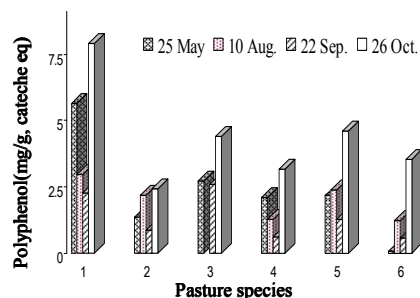 Polyphenol(mg/g, cateche eq)
7.5
5
2.5
0
25 May 10 Aug. 22 Sep. 26 Oct.
1 2 3 4 5 6
Pasture species